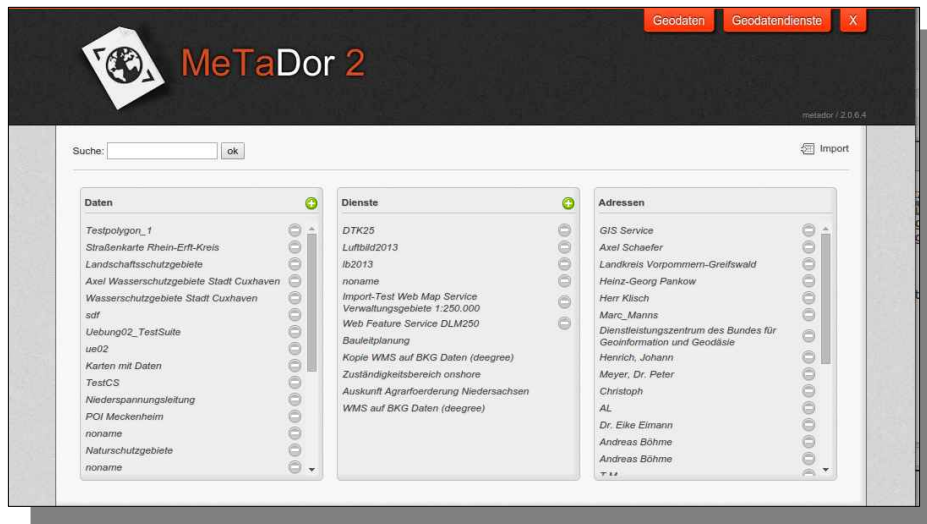 Geodaten Geodatendienste X
MeTaDor 2
metador / 2.0.6.4
Suche: ok Import
Daten
Testpolygon_1
Straßenkarte Rhein-Erft-Kreis
Landschaftsschutzgebiete
Axel Wasserschutzgebiete Stadt Cuxhaven
Wasserschutzgebiete Stadt Cuxhaven
sdf
Uebung02_TestSuite
ue02
Karten mit Daten
TestCS
Niederspannungsleitung
POI Meckenheim
noname
Naturschutzgebiete
noname
Dienste
DTK25
Luftbild2013
lb2013
noname
Import-Test Web Map Service
Verwaltungsgebiete 1:250.000
Web Feature Service DLM250
Bauleitplanung
Kopie WMS auf BKG Daten (deegree)
Zuständigkeitsbereich onshore
Auskunft Agrarfoerderung Niedersachsen
WMS auf BKG Daten (deegree)
Adressen
GIS Service
Axel Schaefer
Landkreis Vorpommern-Greifswald
Heinz-Georg Pankow
Herr Klisch
Marc_Manns
Dienstleistungszentrum des Bundes für
Geoinformation und Geodäsie
Henrich, Johann
Meyer, Dr. Peter
Christoph
AL
Dr. Eike Eimann
Andreas Böhme
Andreas Böhme